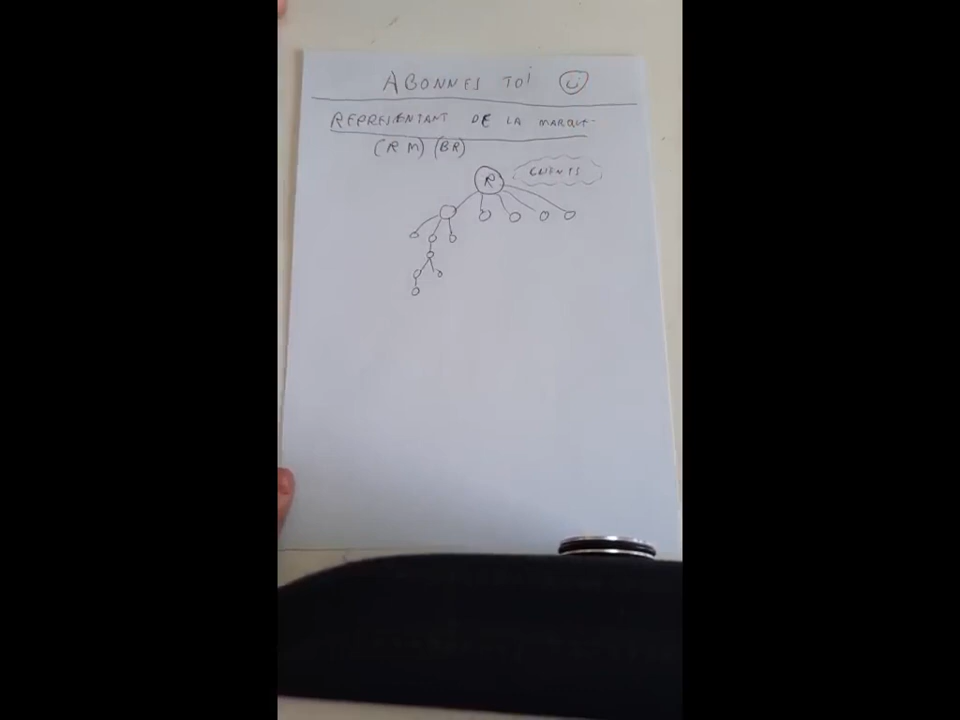 ABONNES TOI
REPRESENTANT DE LA MARQUE
(RM) (BR)
R
CLIENTS